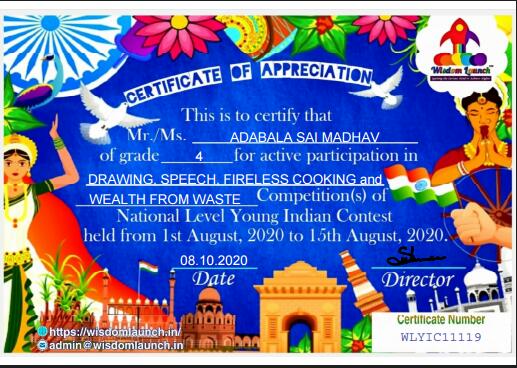 Wisdom Launch
CERTIFICATE OF APPRECIATION
This is to certify that
Mr./Ms. ADABALA SAI MADHAV
of grade 4 for active participation in
DRAWING, SPEECH, FIRELESS COOKING and
WEALTH FROM WASTE Competition(s) of
National Level Young Indian Contest
held from 1st August, 2020 to 15th August, 2020.
08.10.2020
Date Director
Certificate Number
WLYIC11119
https://wisdomlaunch.in/
admin@wisdomlaunch.in